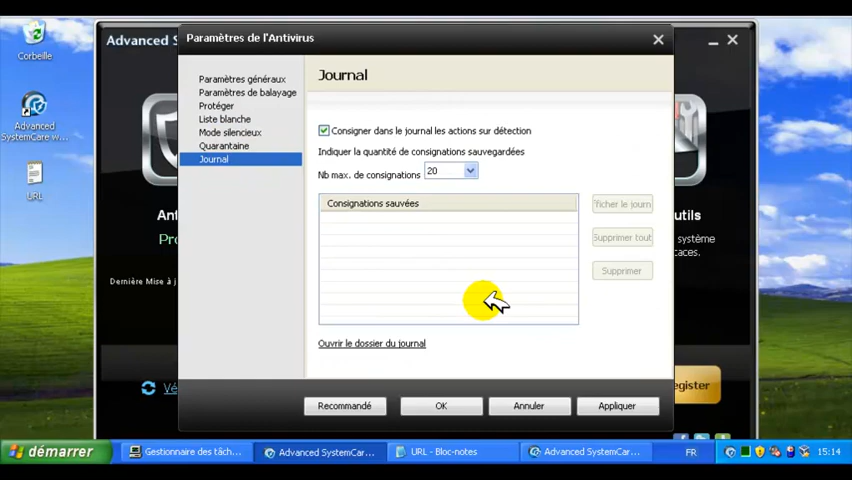 Corbeille
Advanced
SystemCare w...
URL
Advanced S
Paramètres de l'Antivirus
Paramètres généraux
Paramètres de balayage
Protéger
Liste blanche
Mode silencieux
Quarantaine
Journal
Journal
Consigner dans le journal les actions sur détection
Indiquer la quantité de consignations sauvegardées
Nb max. de consignations
20
Consignations sauvées
fficher le journ
Supprimer tout
Supprimer
Ouvrir le dossier du journal
Recommandé
OK
Annuler
Appliquer
An
Pro
Dernière Mise à j
Vé
utils
système
caces.
egister
démarrer
Gestionnaire des tâch...
Advanced SystemCar...
URL - Bloc-notes
Advanced SystemCar...
FR
15:14